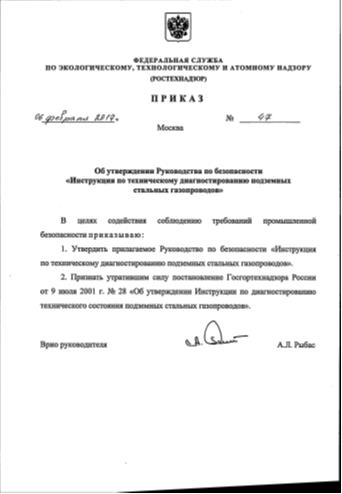 ФЕДЕРАЛЬНАЯ СЛУЖБА
ПО ЭКОЛОГИЧЕСКОМУ, ТЕХНОЛОГИЧЕСКОМУ И АТОМНОМУ НАДЗОРУ
(РОСТЕХНАДЗОР)
ПРИКАЗ
06 февраля 2017г. № 47
Москва
Об утверждении Руководства по безопасности
«Инструкция по техническому диагностированию подземных
стальных газопроводов»
В целях содействия соблюдению требований промышленной
безопасности приказываю:
1. Утвердить прилагаемое Руководство по безопасности «Инструкция
по техническому диагностированию подземных стальных газопроводов».
2. Признать утратившим силу постановление Госгортехнадзора России
от 9 июля 2001 г. № 28 «Об утверждении Инструкции по диагностированию
технического состояния подземных стальных газопроводов».
Врио руководителя А.Л. Рыбас